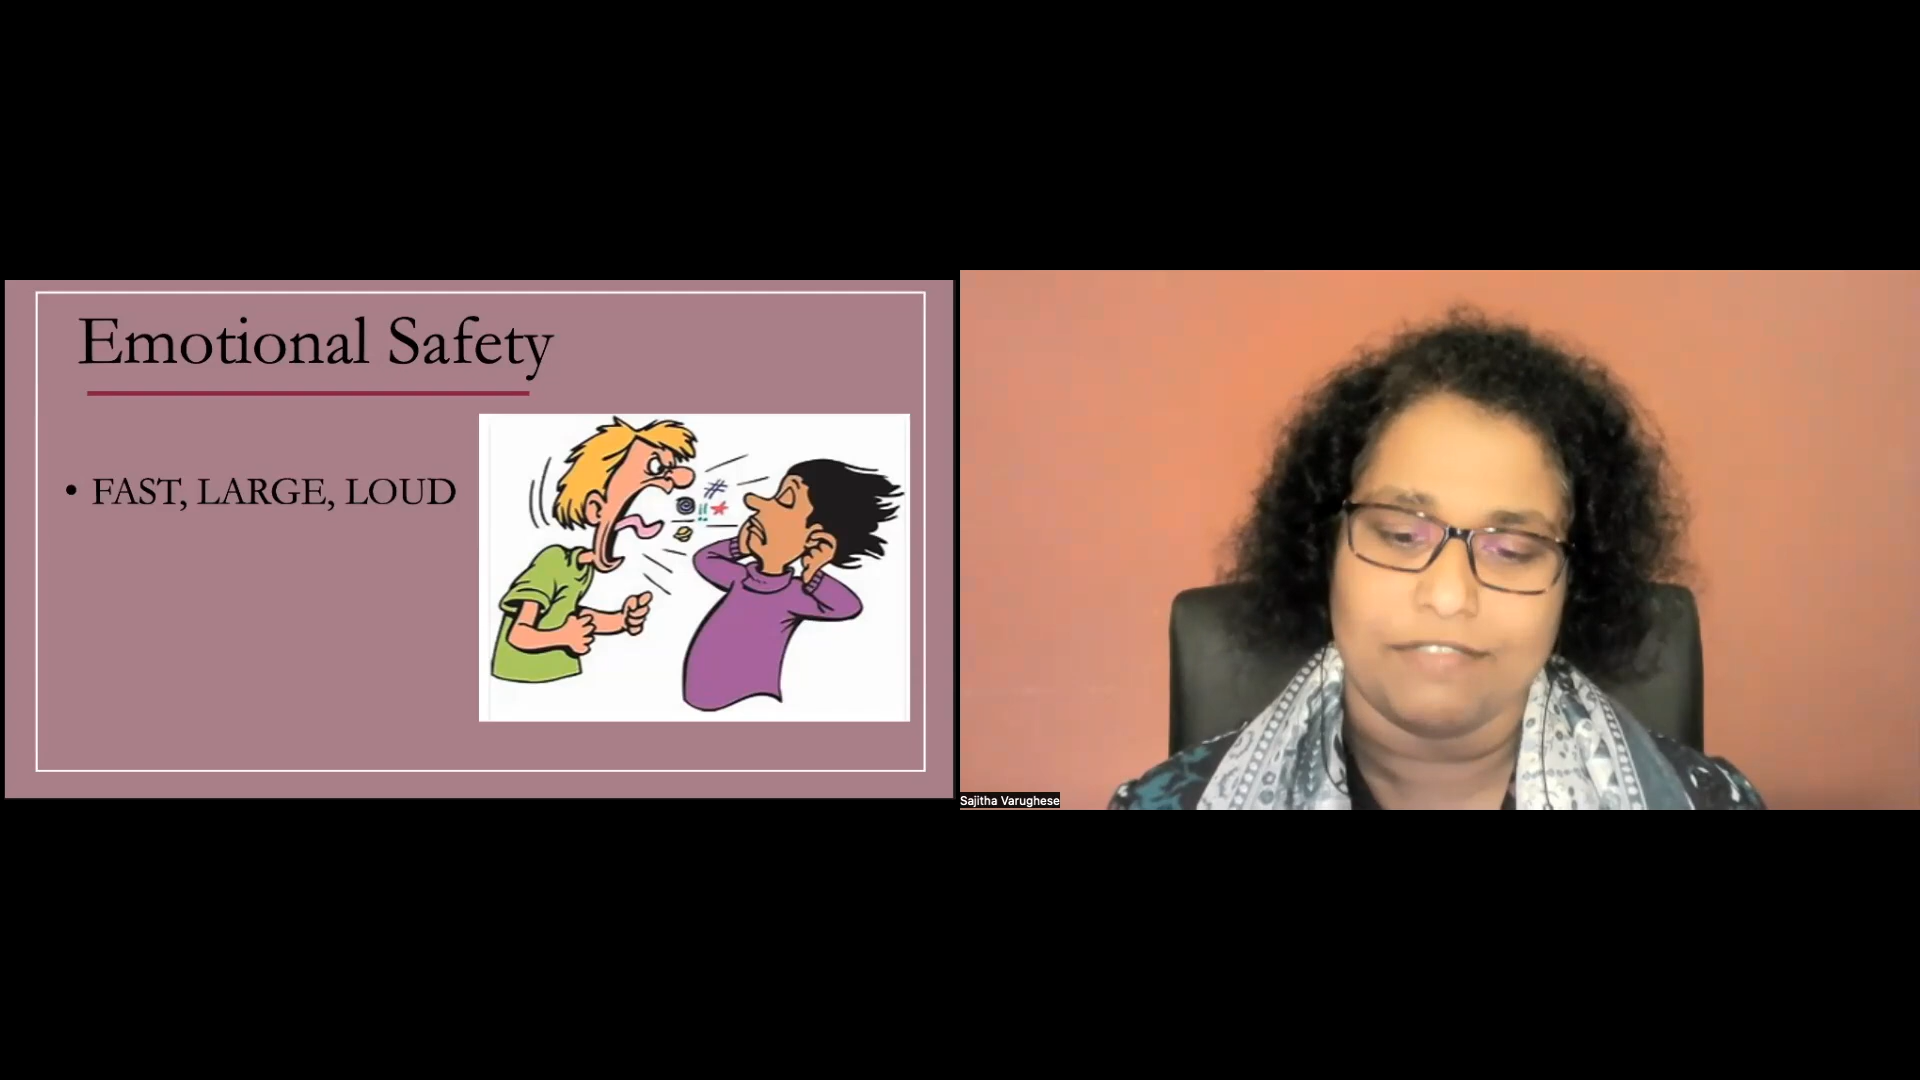 Emotional Safety
• FAST, LARGE, LOUD
Sajitha Varughese